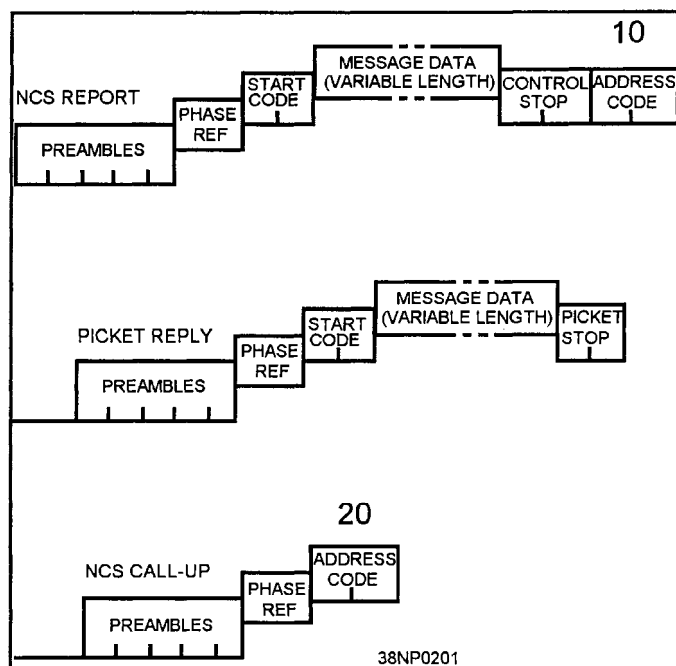 10
NCS REPORT
PREAMBLES
PHASE
REF
START
CODE
MESSAGE DATA
(VARIABLE LENGTH)
CONTROL
STOP
ADDRESS
CODE
PICKET REPLY
PREAMBLES
PHASE
REF
START
CODE
MESSAGE DATA
(VARIABLE LENGTH)
PICKET
STOP
20
NCS CALL-UP
PREAMBLES
PHASE
REF
ADDRESS
CODE
38NP0201